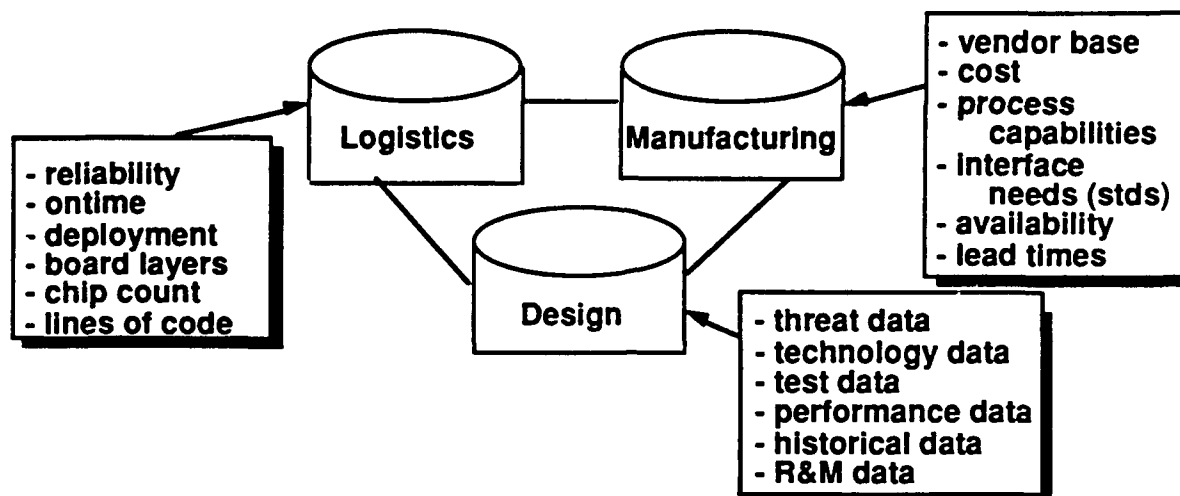 Logistics
Manufacturing
Design
- reliability
- ontime
- deployment
- board layers
- chip count
- lines of code
- vendor base
- cost
- process
capabilities
- interface
needs (stds)
- availability
- lead times
- threat data
- technology data
- test data
- performance data
- historical data
- R&M data